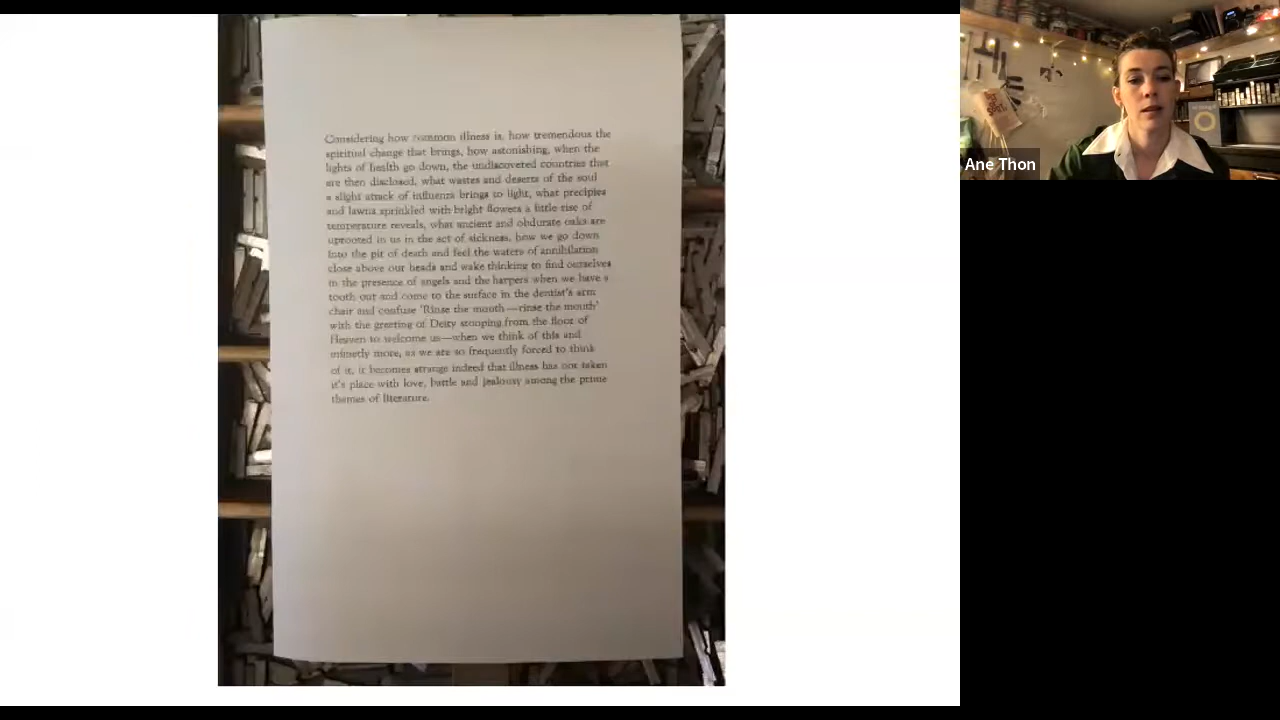 Considering how common illness is, how tremendous the
spiritual change that brings, how astonishing, when the
lights of health go down, the undiscovered countries that
are then disclosed, what wastes and deserts of the soul
a slight attack of influenza brings to light, what precipies
and lawns sprinkled with bright flowers a little rise of
temperature reveals, what ancient and obdurate oaks are
uprooted in us in the act of sickness, how we go down
into the pit of death and feel the waters of annihilation
close above our heads and wake thinking to find ourselves
in the presence of angels and the harpers when we have a
tooth out and come to the surface in the dentist's arm
chair and confuse 'Rinse the mouth—rinse the mouth'
with the greeting of Deity stooping from the floor of
Heaven to welcome us—when we think of this and
infinetly more, as we are so frequently forced to think
of it, it becomes strange indeed that illness has not taken
it's place with love, battle and jealousy among the prime
themes of literature.
Ane Thon